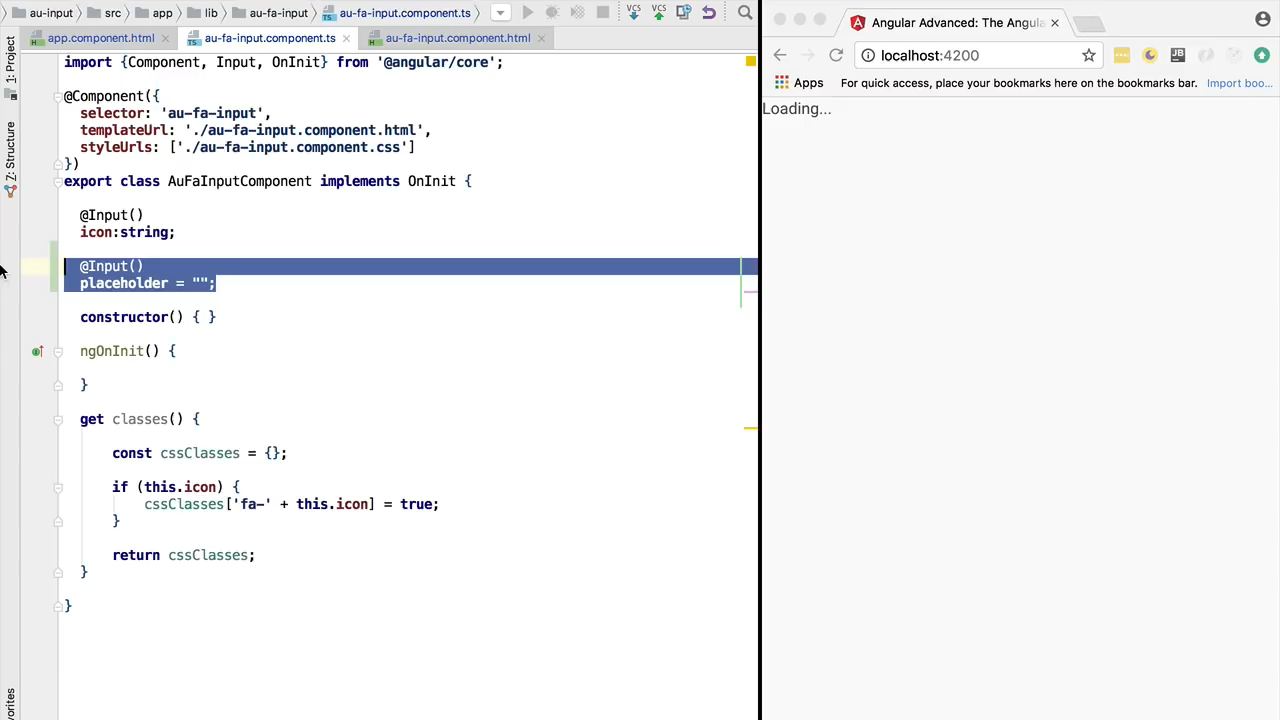 au-input src app lib au-fa-input au-fa-input.component.ts
VCS VCS
app.component.html au-fa-input.component.ts au-fa-input.component.html
1: Project
Z: Structure
import {Component, Input, OnInit} from '@angular/core';
@Component({
selector: 'au-fa-input',
templateUrl: './au-fa-input.component.html',
styleUrls: ['./au-fa-input.component.css']
})
export class AuFaInputComponent implements OnInit {
@Input()
icon:string;
@Input()
placeholder = "";
constructor() { }
ngOnInit() {
}
get classes() {
const cssClasses = {};
if (this.icon) {
cssClasses['fa-' + this.icon] = true;
}
return cssClasses;
}
}
vorites
Angular Advanced: The Angula
localhost:4200
JB
Apps For quick access, place your bookmarks here on the bookmarks bar. Import boo...
Loading...